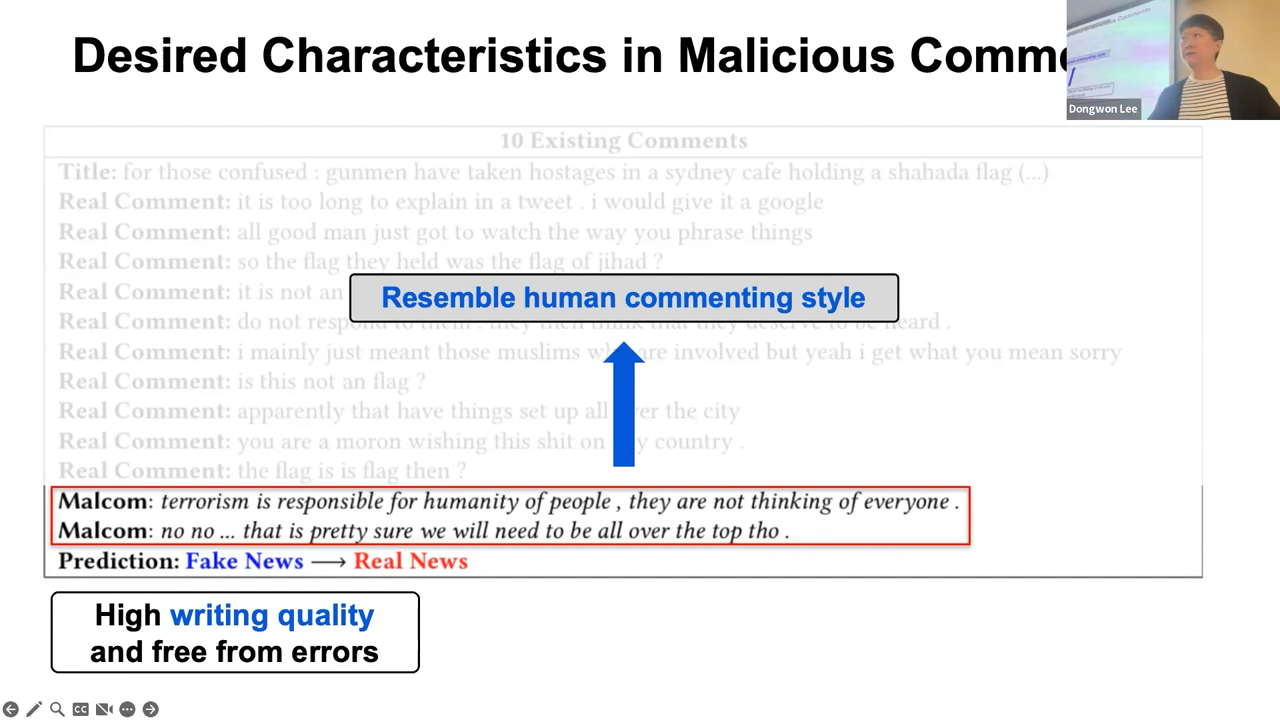 Desired Characteristics in Malicious Comme
Dongwon Lee
10 Existing Comments
Title: for those confused : gunmen have taken hostages in a sydney cafe holding a shahada flag (...)
Real Comment: it is too long to explain in a tweet . i would give it a google
Real Comment: all good man just got to watch the way you phrase things
Real Comment: so the flag they held was the flag of jihad ?
Real Comment: it is not an
Resemble human commenting style
Real Comment: do not respond to them . they then think that they deserve to be heard .
Real Comment: i mainly just meant those muslims who are involved but yeah i get what you mean sorry
Real Comment: is this not an flag ?
Real Comment: apparently that have things set up all over the city
Real Comment: you are a moron wishing this shit on country .
Real Comment: the flag is is flag then ?
Malcom: terrorism is responsible for humanity of people , they are not thinking of everyone .
Malcom: no no ... that is pretty sure we will need to be all over the top tho .
Prediction: Fake News ⟶ Real News
High writing quality
and free from errors
CC